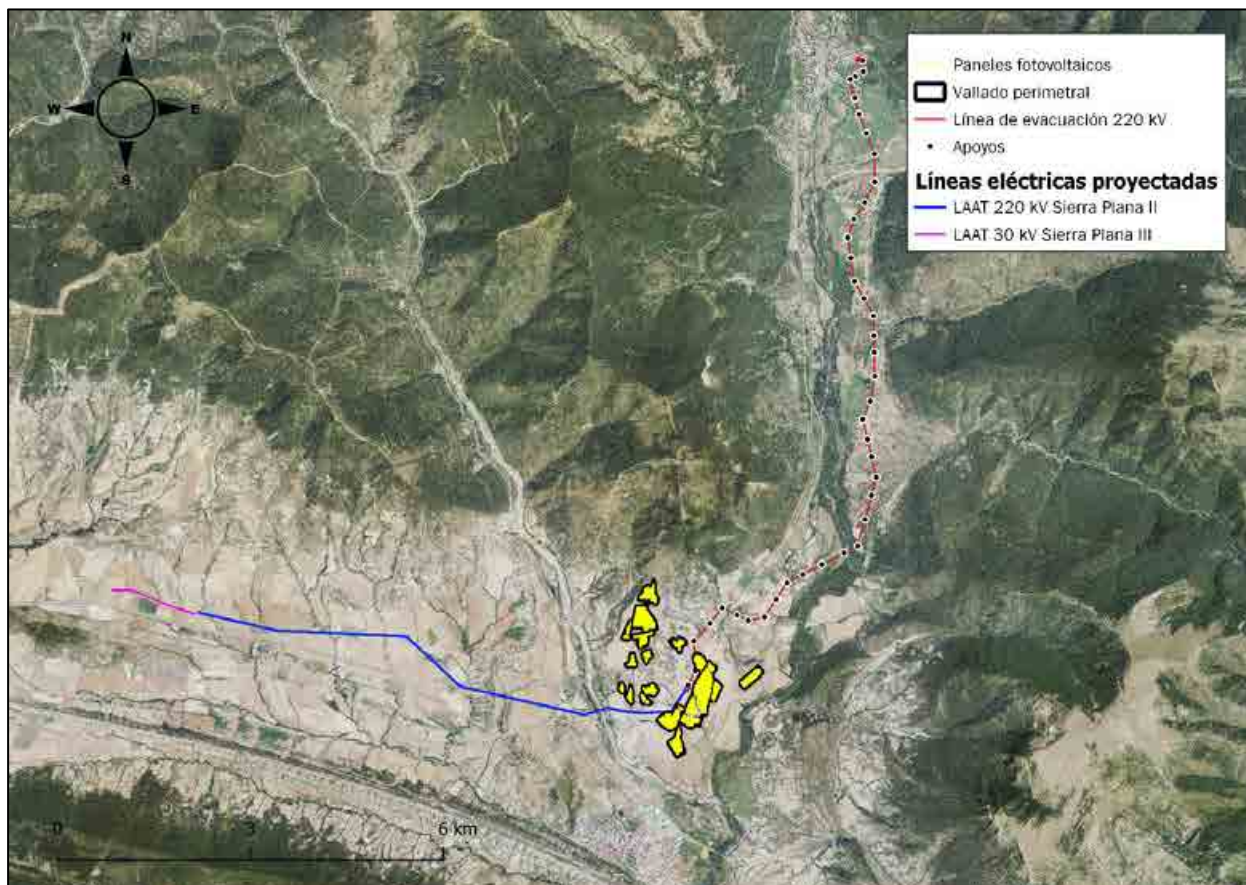 N
W E
S
Paneles fotovoltaicos
Vallado perimetral
Línea de evacuación 220 kV
Apoyos
Líneas eléctricas proyectadas
LAAT 220 kV Sierra Plana II
LAAT 30 kV Sierra Plana III
0 3 6 km